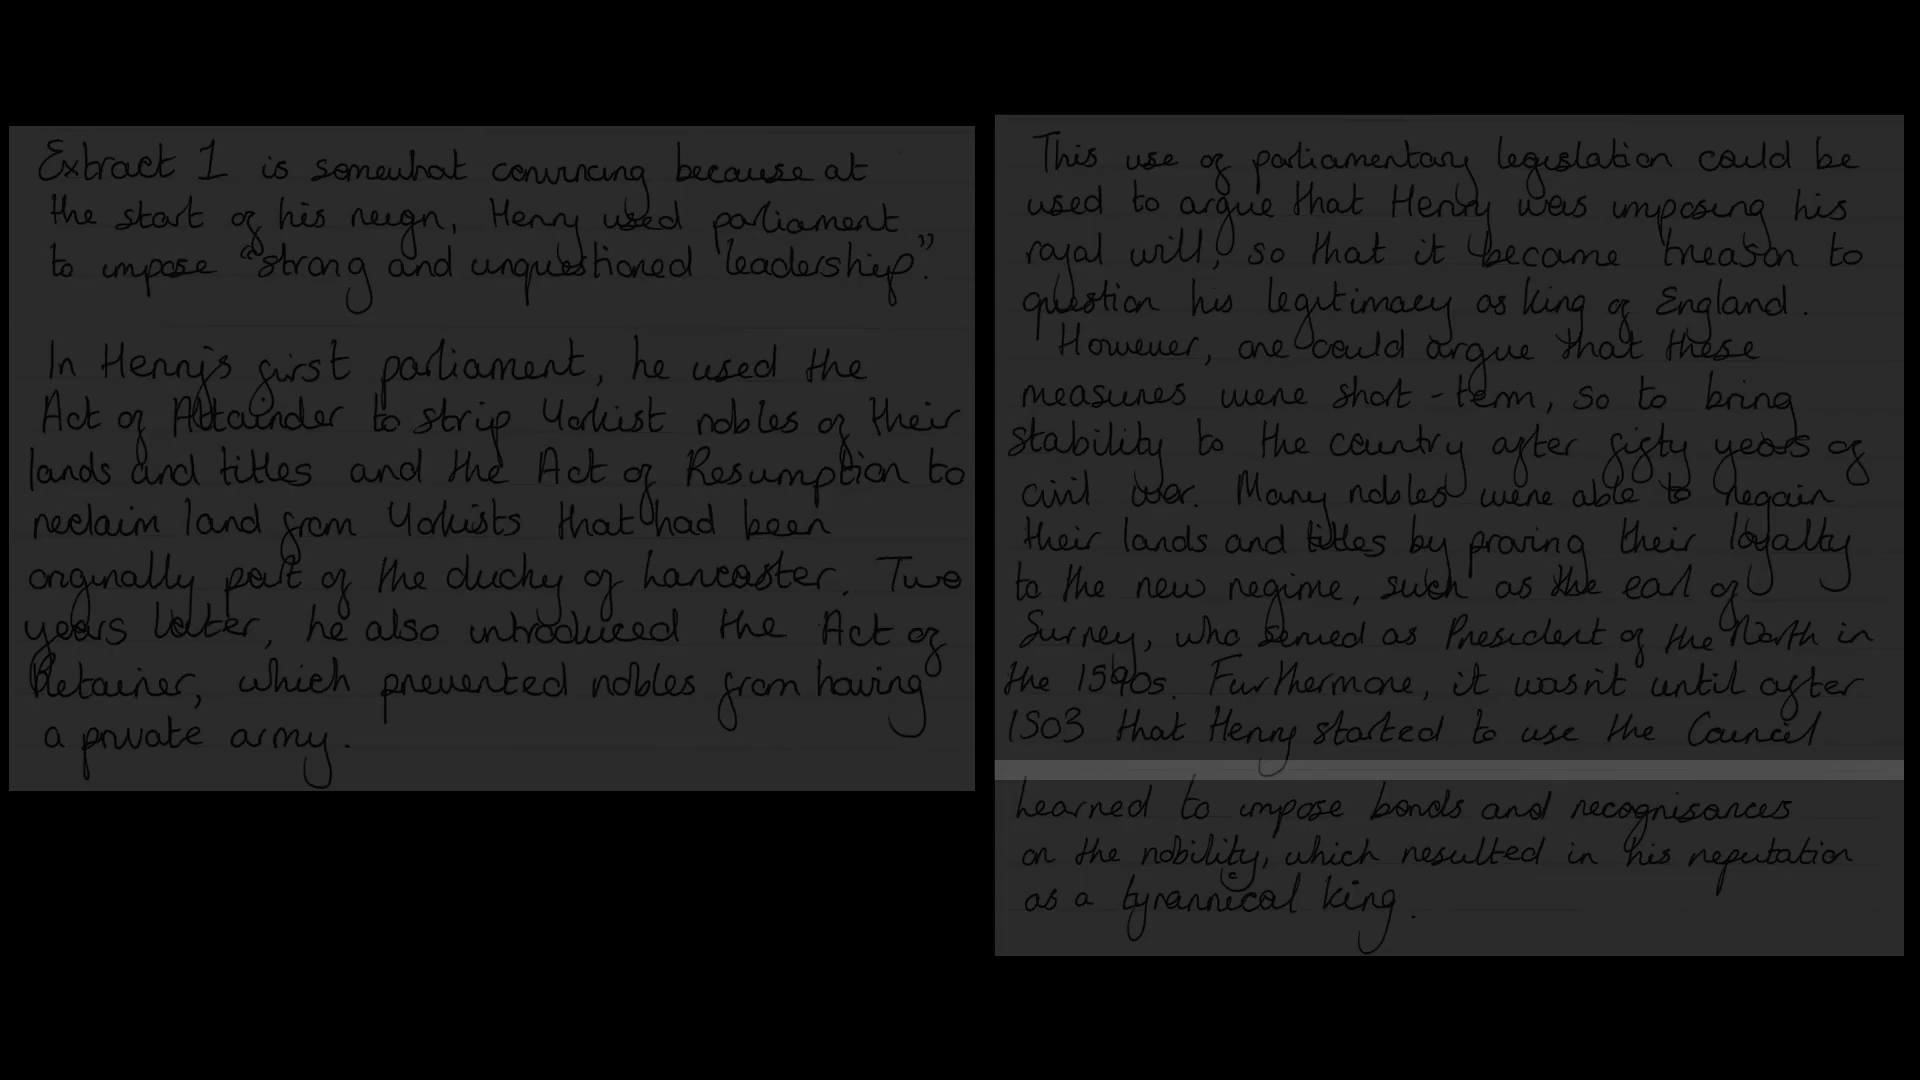 Extract 1 is somewhat convincing because at
the start of his reign, Henry used parliament
to impose "strong and unquestioned leadership".
In Henry's first parliament, he used the
Act of Attainder to strip Yorkist nobles of their
lands and titles and the Act of Resumption to
reclaim land from Yorkists that had been
originally part of the duchy of Lancaster. Two
years later, he also introduced the Act of
Retainer, which prevented nobles from having
a private army.
This use of parliamentary legislation could be
used to argue that Henry was imposing his
royal will, so that it became treason to
question his legitimacy as king of England.
However, one could argue that these
measures were short-term, so to bring
stability to the country after fifty years of
civil war. Many nobles were able to regain
their lands and titles by proving their loyalty
to the new regime, such as the earl of
Surrey, who served as President of the North in
the 1590s. Furthermore, it wasn't until after
1503 that Henry started to use the Council
Learned to impose bonds and recognisances
on the nobility, which resulted in his reputation
as a tyrannical king.